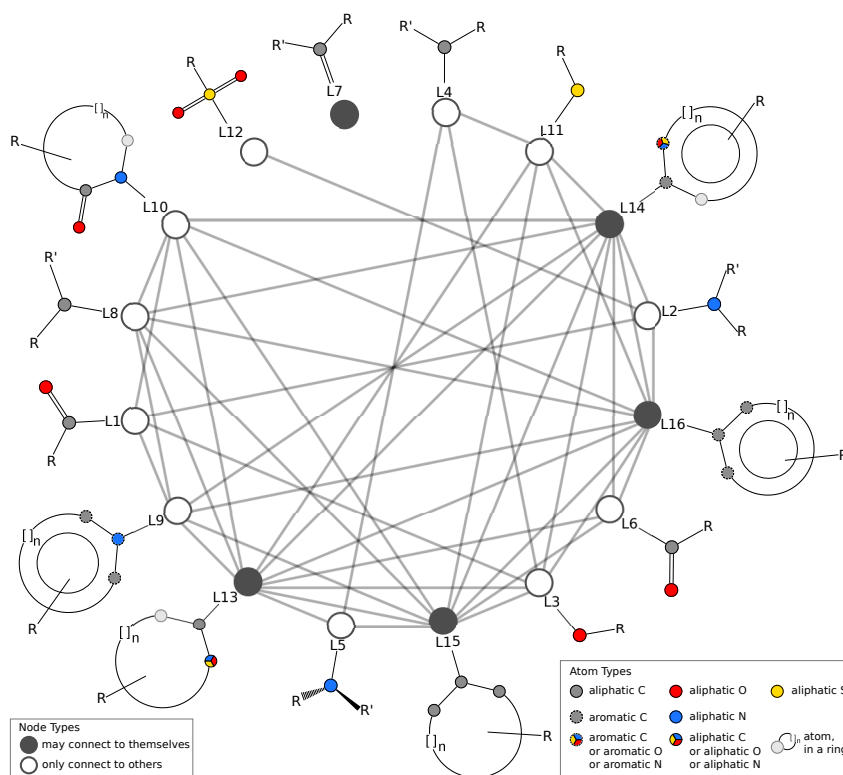 R
R'
R
R'
R
R
R
L7
L4
L12
L11
[]n
[]n
R
R
L14
L10
R'
R'
L8
L2
R
R
L1
[]n
L16
R
R
[]n
L9
L6
R
R
L13
L3
R
[]n
L5
L15
R
R
R'
[]n
R
Node Types
may connect to themselves
only connect to others
Atom Types
aliphatic C
aliphatic O
aliphatic S
aromatic C
aliphatic N
aromatic C
or aromatic O
or aromatic N
aliphatic C
or aliphatic O
or aliphatic N
[]n atom,
in a ring